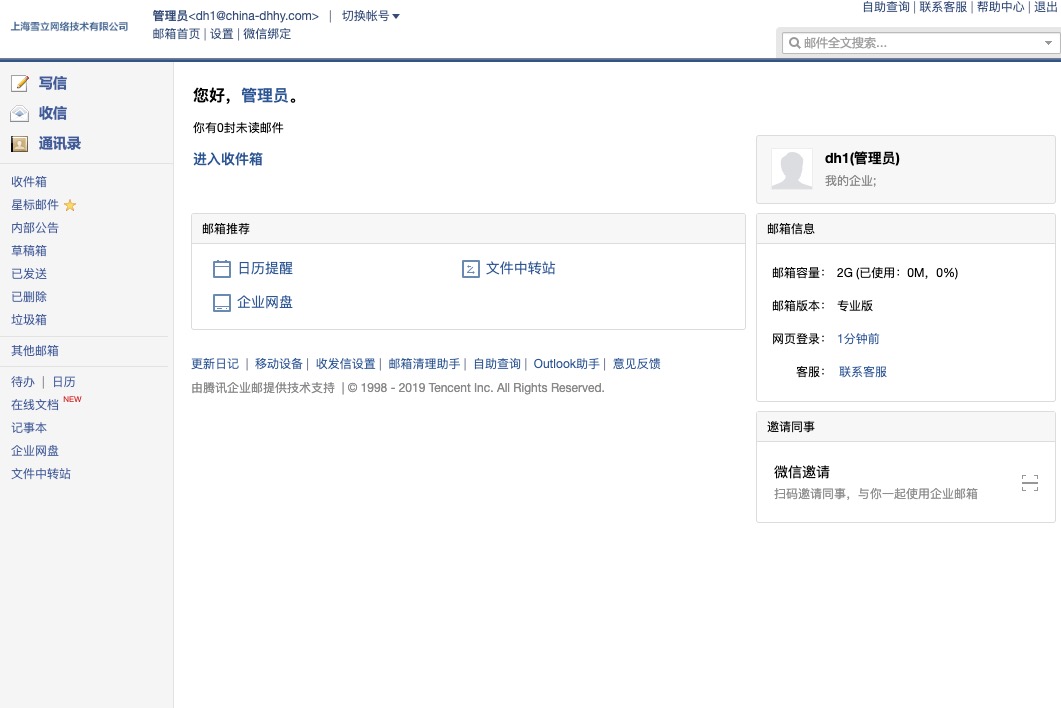 自助查询 | 联系客服 | 帮助中心 | 退出
上海雪立网络技术有限公司
管理员<dh1@china-dhhy.com> | 切换帐号
邮箱首页 | 设置 | 微信绑定
邮件全文搜索...
写信
收信
通讯录
收件箱
星标邮件
内部公告
草稿箱
已发送
已删除
垃圾箱
其他邮箱
待办 | 日历
在线文档 NEW
记事本
企业网盘
文件中转站
您好，管理员。
你有0封未读邮件
进入收件箱
邮箱推荐
日历提醒
文件中转站
企业网盘
更新日记 | 移动设备 | 收发信设置 | 邮箱清理助手 | 自助查询 | Outlook助手 | 意见反馈
由腾讯企业邮提供技术支持 | © 1998 - 2019 Tencent Inc. All Rights Reserved.
dh1(管理员)
我的企业;
邮箱信息
邮箱容量： 2G (已使用：0M，0%)
邮箱版本： 专业版
网页登录： 1分钟前
客服： 联系客服
邀请同事
微信邀请
扫码邀请同事，与你一起使用企业邮箱